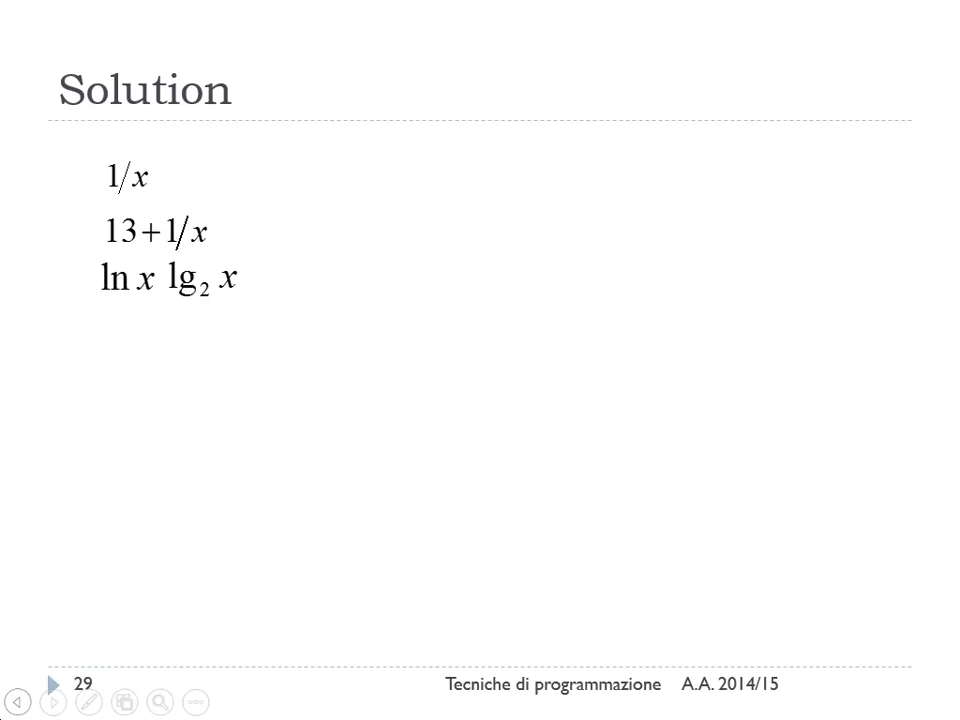 Solution
1/x
13+1/x
ln x lg₂ x
29 Tecniche di programmazione A.A. 2014/15